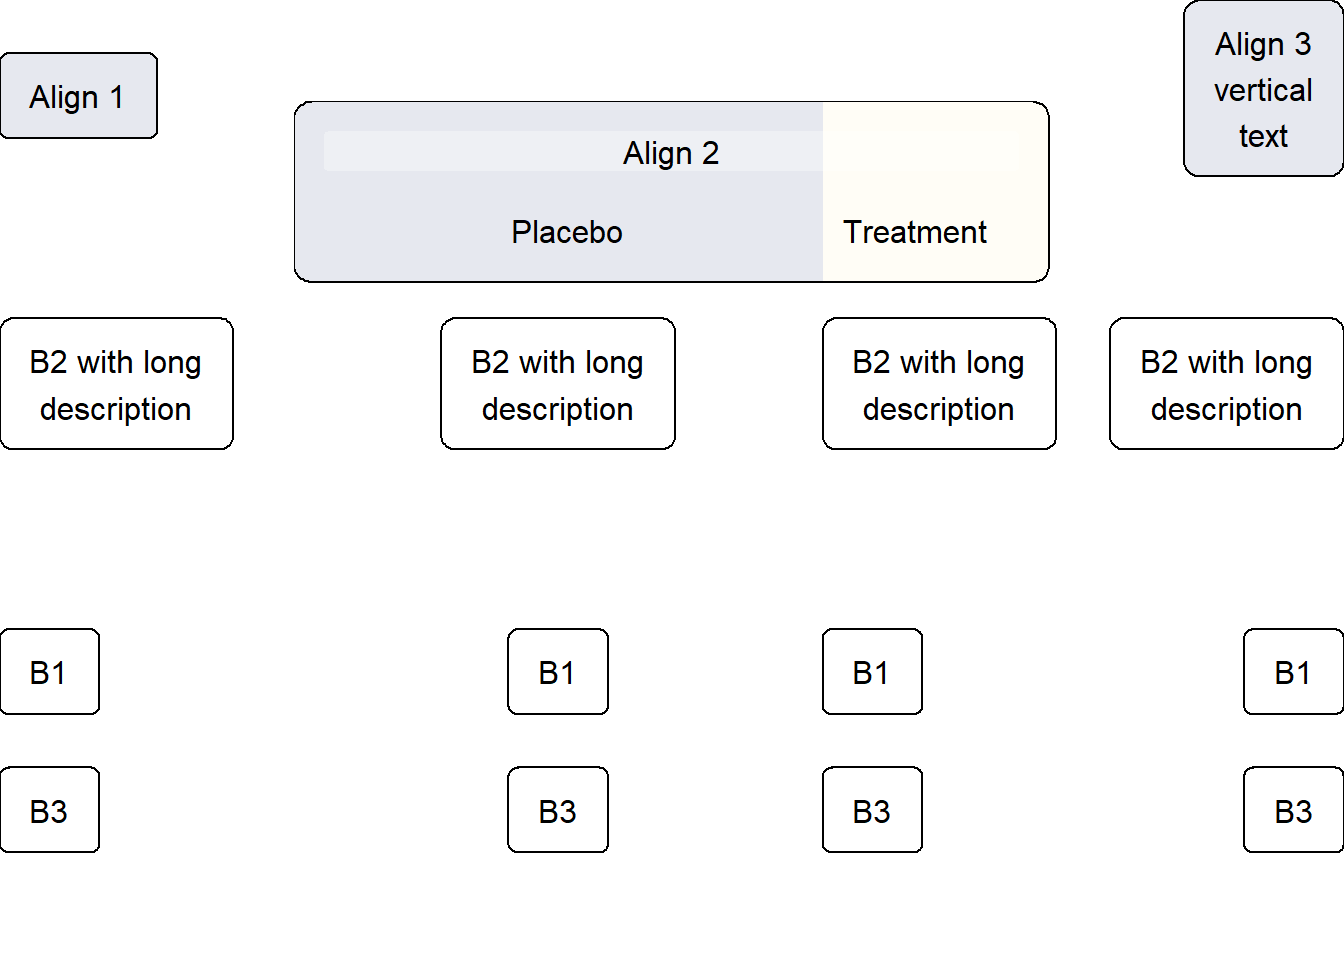 Align 1
Align 2
Placebo
Treatment
Align 3
vertical
text
B2 with long
description
B2 with long
description
B2 with long
description
B2 with long
description
B1
B1
B1
B1
B3
B3
B3
B3